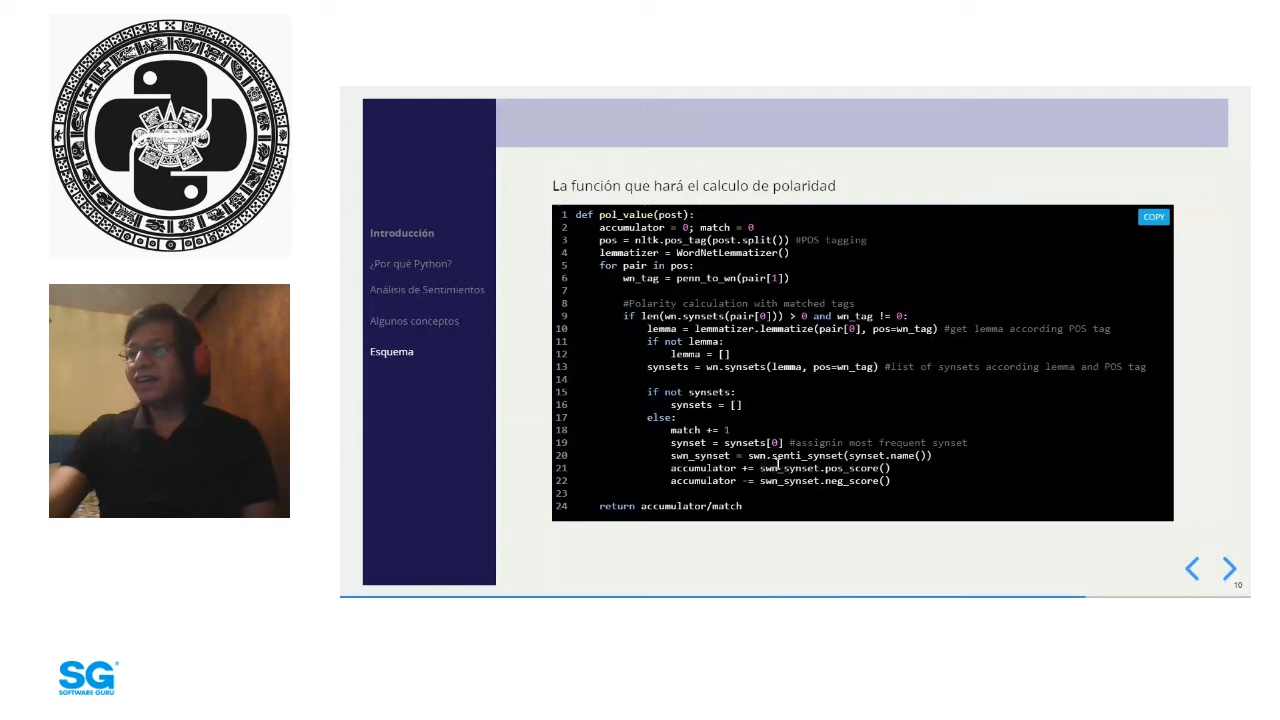 Introducción
¿Por qué Python?
Análisis de Sentimientos
Algunos conceptos
Esquema
La función que hará el calculo de polaridad
COPY
1 def pol_value(post):
2 accumulator = 0; match = 0
3 pos = nltk.pos_tag(post.split()) #POS tagging
4 lemmatizer = WordNetLemmatizer()
5 for pair in pos:
6 wn_tag = penn_to_wn(pair[1])
7
8 #Polarity calculation with matched tags
9 if len(wn.synsets(pair[0])) > 0 and wn_tag != 0:
10 lemma = lemmatizer.lemmatize(pair[0], pos=wn_tag) #get lemma according POS tag
11 if not lemma:
12 lemma = []
13 synsets = wn.synsets(lemma, pos=wn_tag) #list of synsets according lemma and POS tag
14
15 if not synsets:
16 synsets = []
17 else:
18 match += 1
19 synset = synsets[0] #assignin most frequent synset
20 swn_synset = swn.senti_synset(synset.name())
21 accumulator += swn_synset.pos_score()
22 accumulator -= swn_synset.neg_score()
23
24 return accumulator/match
10
SG
SOFTWARE GURU